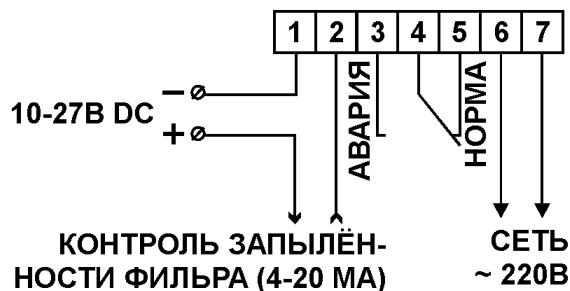 1 2 3 4 5 6 7
10-27В DC
−
+
АВАРИЯ
НОРМА
КОНТРОЛЬ ЗАПЫЛЁН-
НОСТИ ФИЛЬРА (4-20 МА)
СЕТЬ
~ 220В